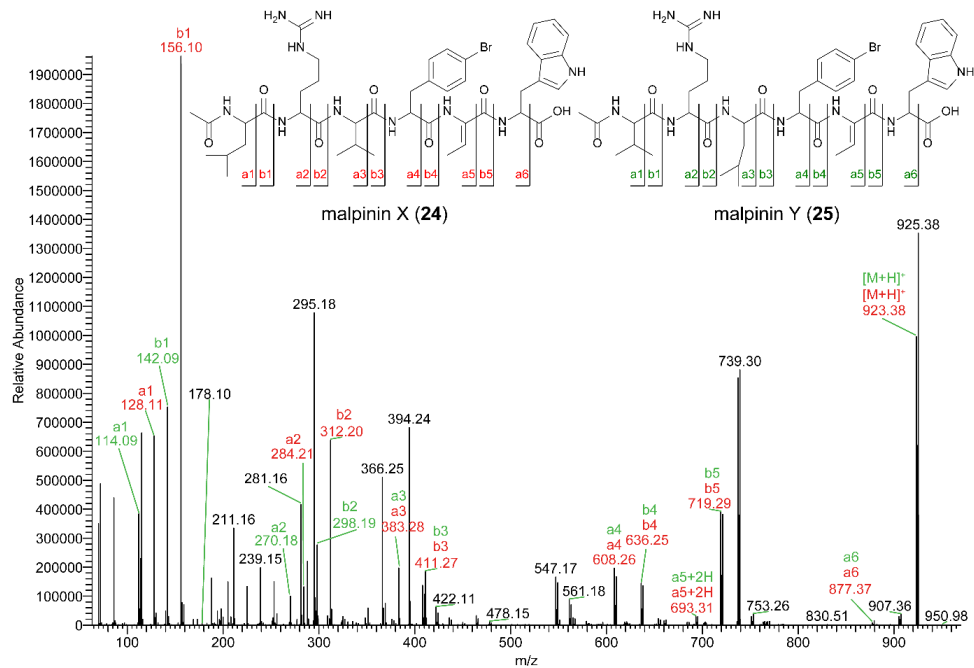 b1
156.10
H₂N
NH
HN
Br
NH
O
H
N
O
H
N
O
H
N
OH
O
N
H
O
N
H
O
N
H
O
a1 b1 a2 b2 a3 b3 a4 b4 a5 b5 a6
malpinin X (24)
H₂N
NH
HN
Br
NH
O
H
N
O
H
N
O
H
N
OH
O
N
H
O
N
H
O
N
H
O
a1 b1 a2 b2 a3 b3 a4 b4 a5 b5 a6
malpinin Y (25)
925.38
[M+H]⁺
[M+H]⁺
923.38
295.18
b1
142.09
a1
128.11
a1
114.09
178.10
a2
284.21
b2
312.20
281.16
394.24
366.25
211.16
239.15
a2
270.18
b2
298.19
a3
a3
383.28
b3
b3
411.27
422.11
478.15
547.17
561.18
a4
a4
608.26
b4
b4
636.25
a5+2H
a5+2H
693.31
b5
b5
719.29
739.30
753.26
830.51
a6
a6
877.37
907.36
950.98
Relative Abundance
1900000
1800000
1700000
1600000
1500000
1400000
1300000
1200000
1100000
1000000
900000
800000
700000
600000
500000
400000
300000
200000
100000
0
100 200 300 400 500 600 700 800 900
m/z